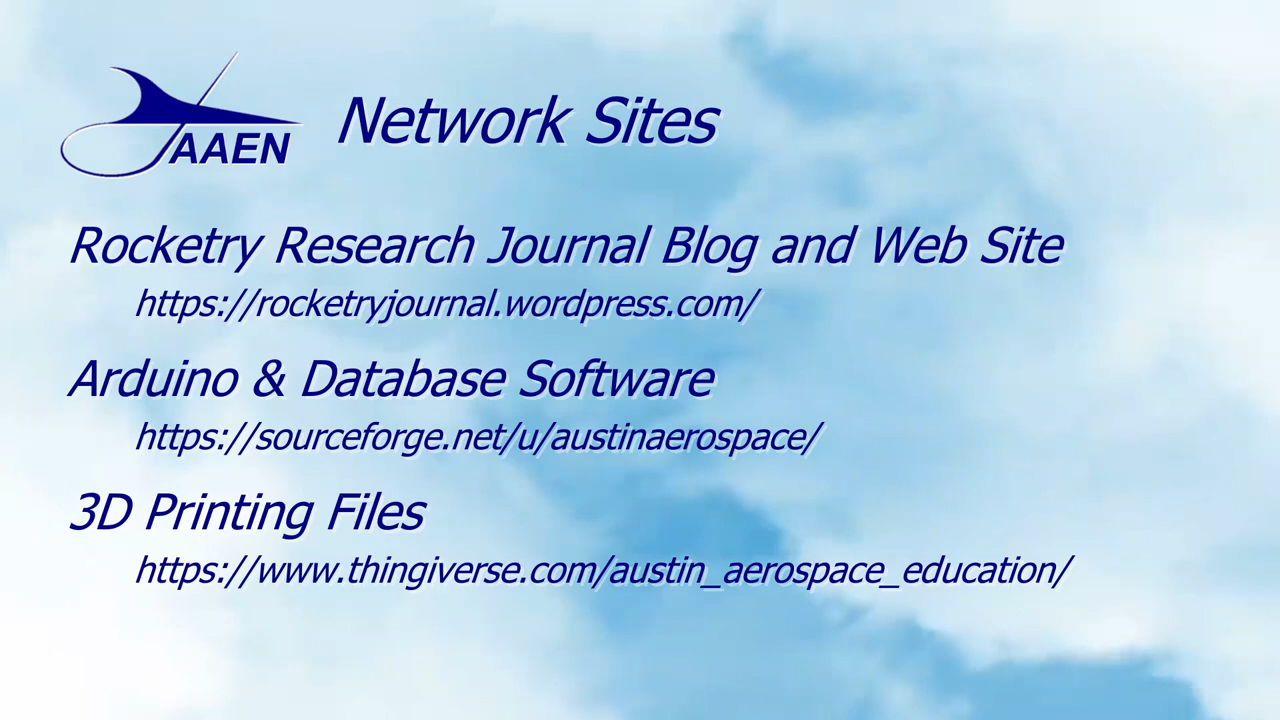 AAEN
Network Sites
Rocketry Research Journal Blog and Web Site
https://rocketryjournal.wordpress.com/
Arduino & Database Software
https://sourceforge.net/u/austinaerospace/
3D Printing Files
https://www.thingiverse.com/austin_aerospace_education/